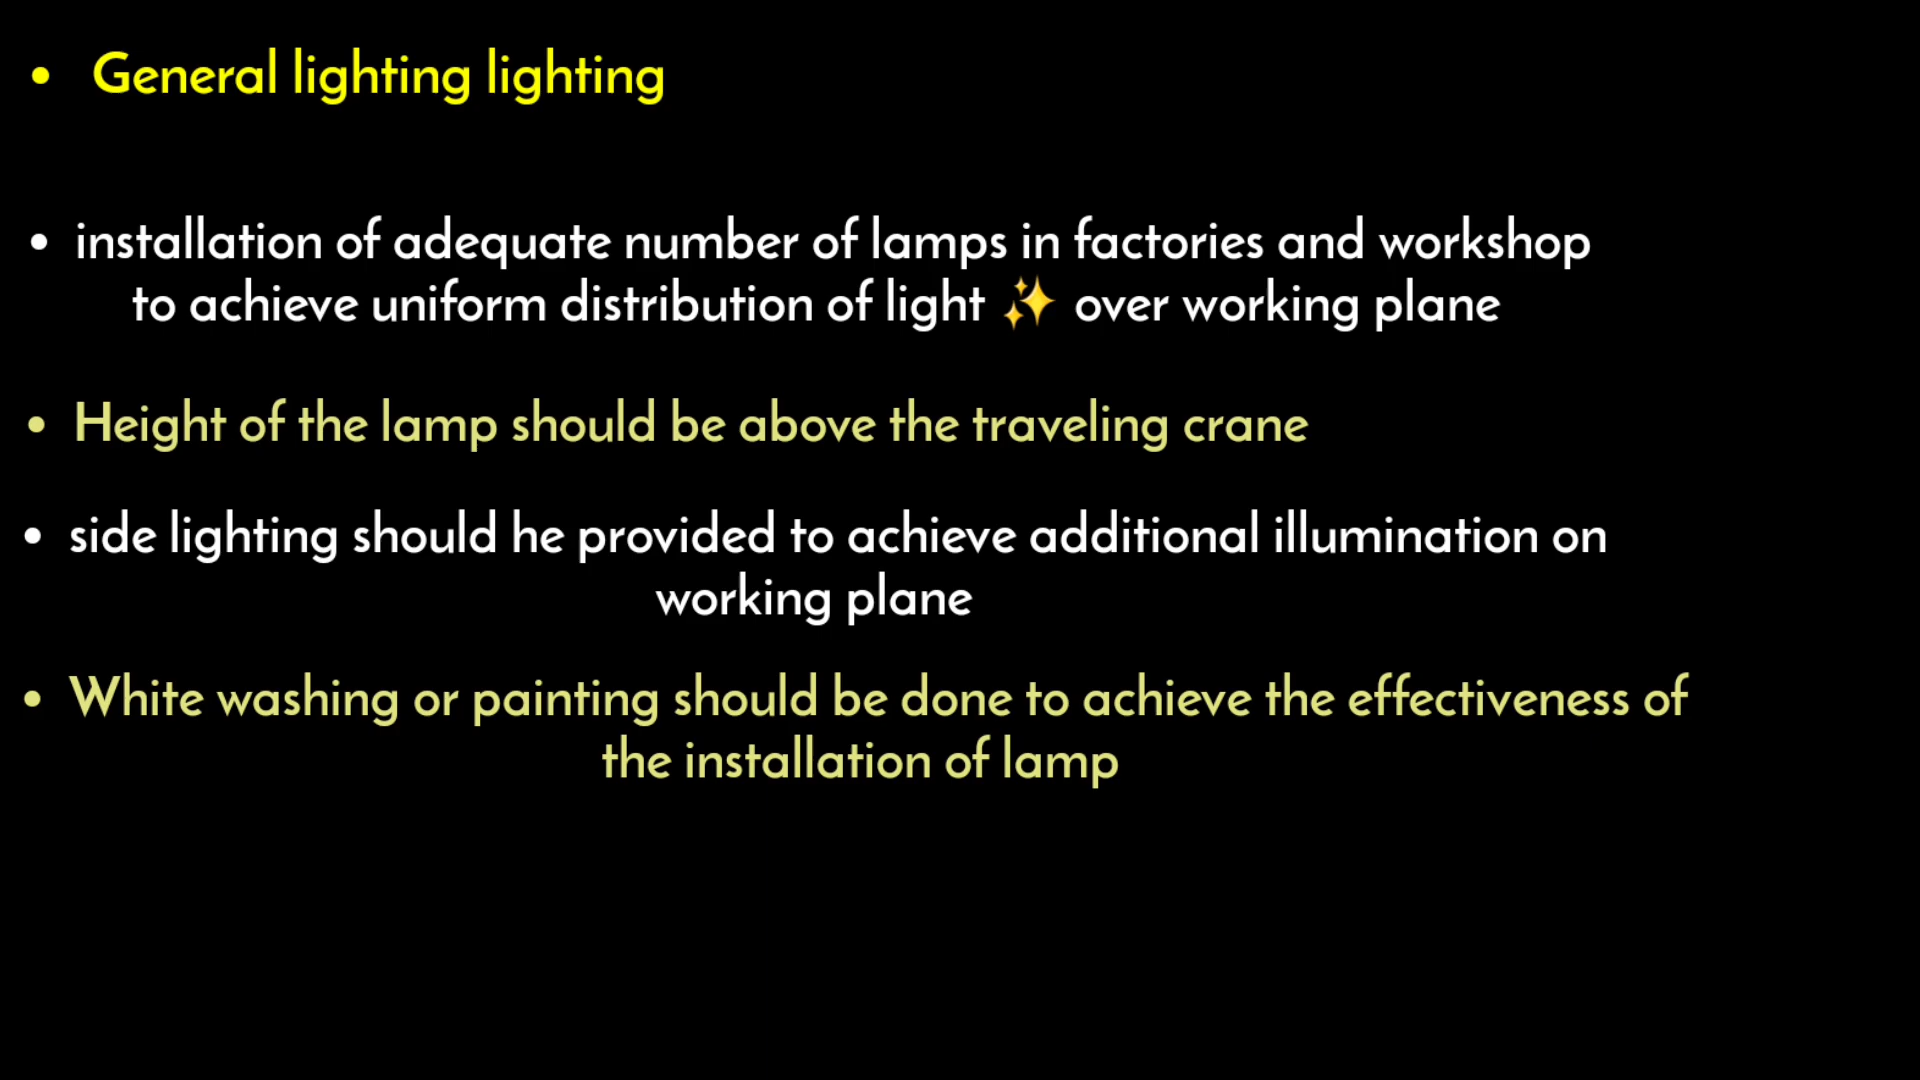 • General lighting lighting
• installation of adequate number of lamps in factories and workshop
to achieve uniform distribution of light ✨ over working plane
• Height of the lamp should be above the traveling crane
• side lighting should he provided to achieve additional illumination on
working plane
• White washing or painting should be done to achieve the effectiveness of
the installation of lamp